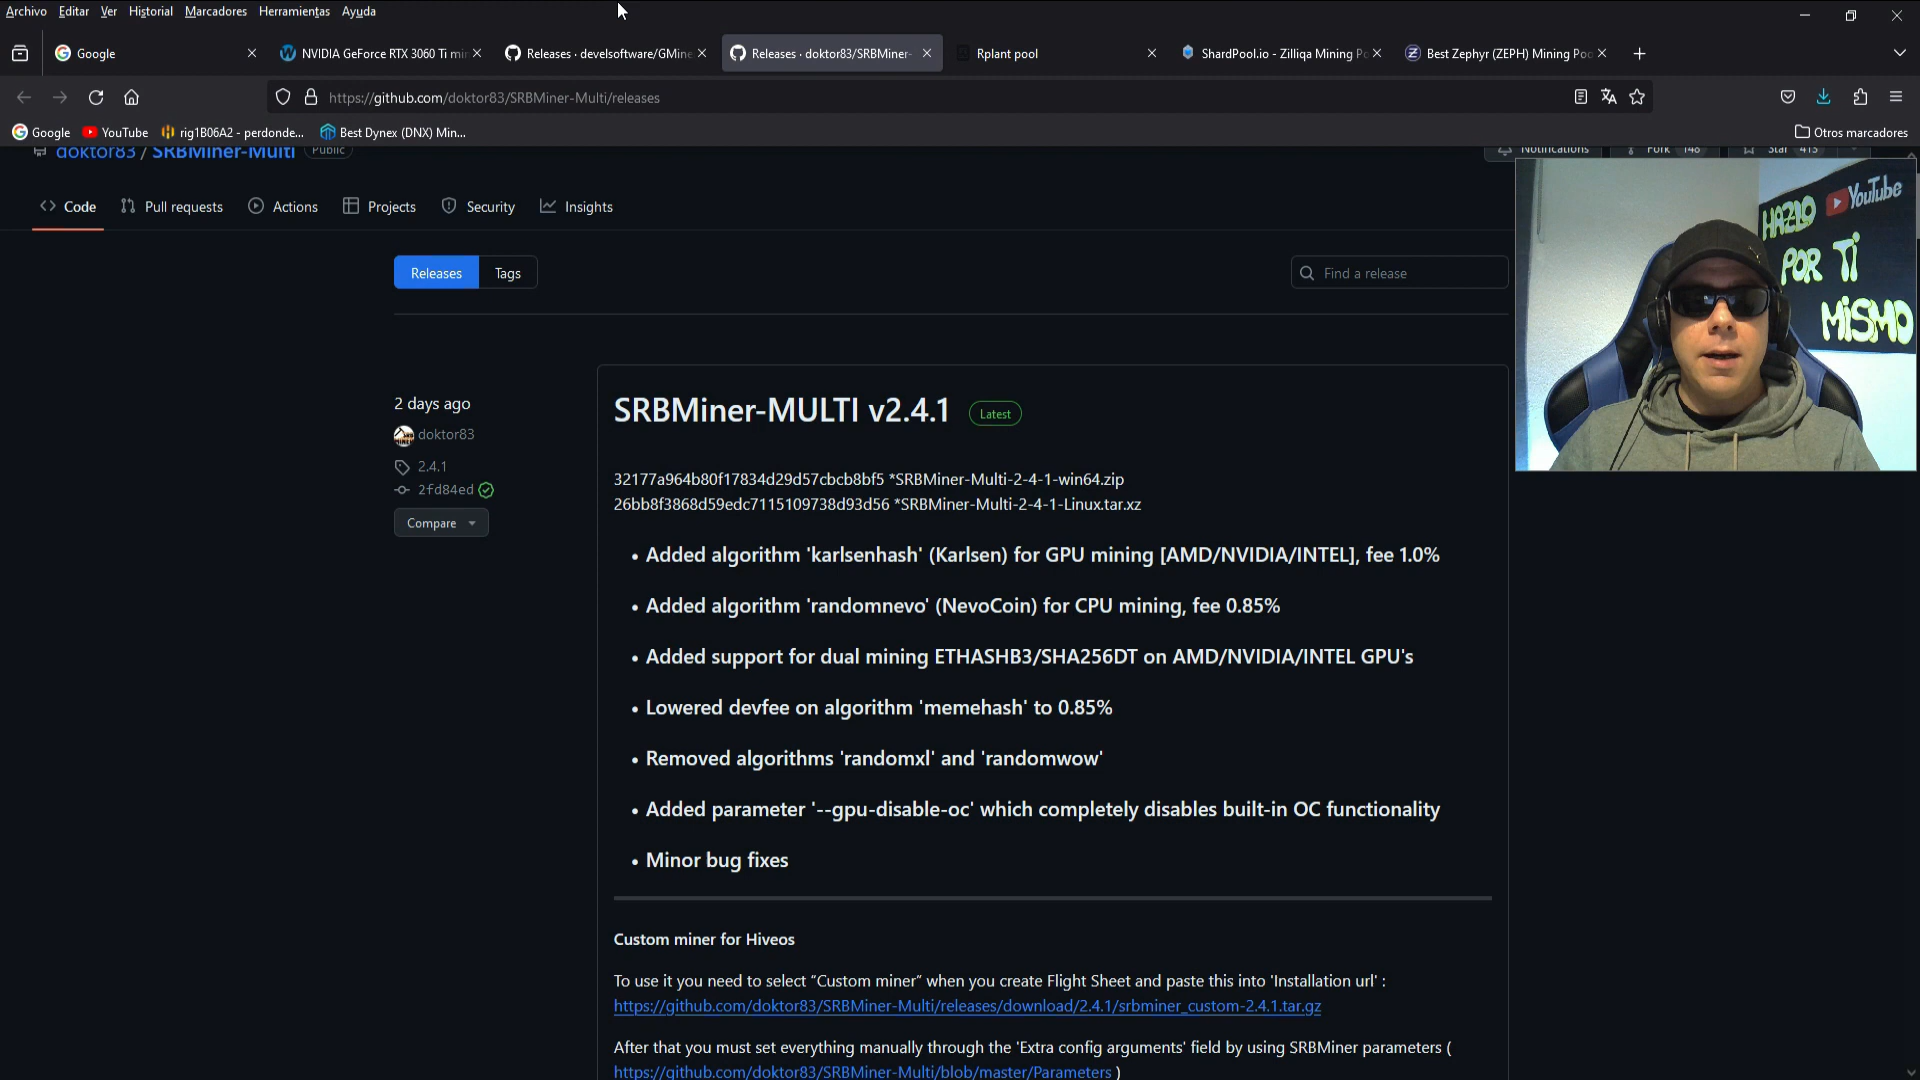 Archivo Editar Ver Historial Marcadores Herramientas Ayuda
Google
NVIDIA GeForce RTX 3060 Ti mi
Releases · develsoftware/GMine
Releases · doktor83/SRBMiner-
Rplant pool
ShardPool.io - Zilliqa Mining Po
Best Zephyr (ZEPH) Mining Poo
https://github.com/doktor83/SRBMiner-Multi/releases
Google YouTube rig1B06A2 - perdonde... Best Dynex (DNX) Min... Otros marcadores
doktor83 / SRBMiner-Multi Public
Notifications Fork 148 Star 413
Code Pull requests Actions Projects Security Insights
YouTube
HAZLO
POR TI
MISMO
Releases Tags Find a release
2 days ago
doktor83
2.4.1
2fd84ed
Compare
SRBMiner-MULTI v2.4.1 Latest
32177a964b80f17834d29d57cbcb8bf5 *SRBMiner-Multi-2-4-1-win64.zip
26bb8f3868d59edc7115109738d93d56 *SRBMiner-Multi-2-4-1-Linux.tar.xz
• Added algorithm 'karlsenhash' (Karlsen) for GPU mining [AMD/NVIDIA/INTEL], fee 1.0%
• Added algorithm 'randomnevo' (NevoCoin) for CPU mining, fee 0.85%
• Added support for dual mining ETHASHB3/SHA256DT on AMD/NVIDIA/INTEL GPU's
• Lowered devfee on algorithm 'memehash' to 0.85%
• Removed algorithms 'randomxl' and 'randomwow'
• Added parameter '--gpu-disable-oc' which completely disables built-in OC functionality
• Minor bug fixes
Custom miner for Hiveos
To use it you need to select “Custom miner” when you create Flight Sheet and paste this into 'Installation url' :
https://github.com/doktor83/SRBMiner-Multi/releases/download/2.4.1/srbminer_custom-2.4.1.tar.gz
After that you must set everything manually through the 'Extra config arguments' field by using SRBMiner parameters (
https://github.com/doktor83/SRBMiner-Multi/blob/master/Parameters )